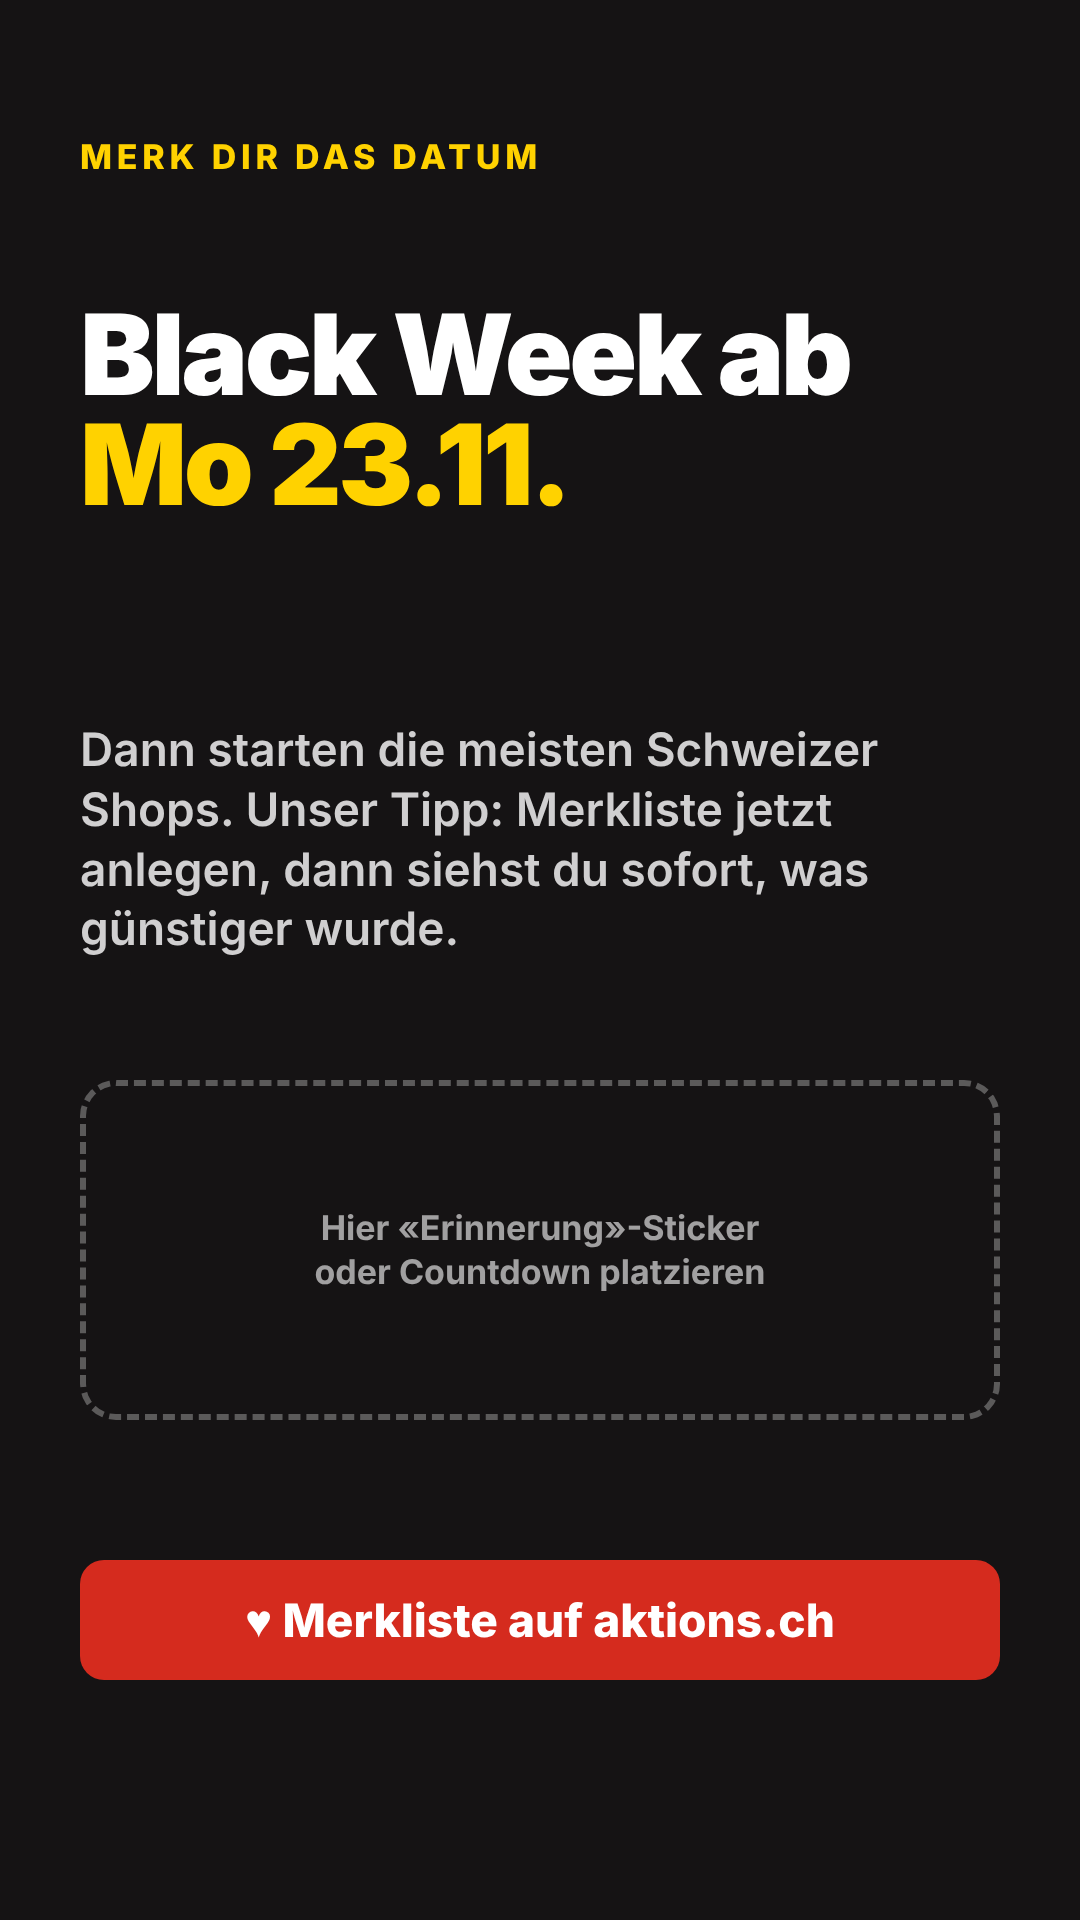 MERK DIR DAS DATUM
Black Week ab
Mo 23.11.
Dann starten die meisten Schweizer
Shops. Unser Tipp: Merkliste jetzt
anlegen, dann siehst du sofort, was
günstiger wurde.
Hier «Erinnerung»-Sticker
oder Countdown platzieren
♥ Merkliste auf aktions.ch